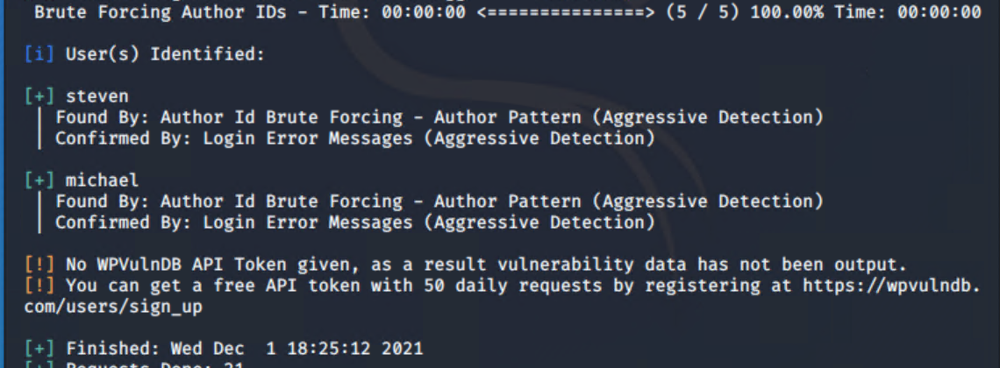 Brute Forcing Author IDs - Time: 00:00:00 <===============> (5 / 5) 100.00% Time: 00:00:00
[i] User(s) Identified:
[+] steven
| Found By: Author Id Brute Forcing - Author Pattern (Aggressive Detection)
| Confirmed By: Login Error Messages (Aggressive Detection)
[+] michael
| Found By: Author Id Brute Forcing - Author Pattern (Aggressive Detection)
| Confirmed By: Login Error Messages (Aggressive Detection)
[!] No WPVulnDB API Token given, as a result vulnerability data has not been output.
[!] You can get a free API token with 50 daily requests by registering at https://wpvulndb.
com/users/sign_up
[+] Finished: Wed Dec  1 18:25:12 2021
[+] Requests Done: